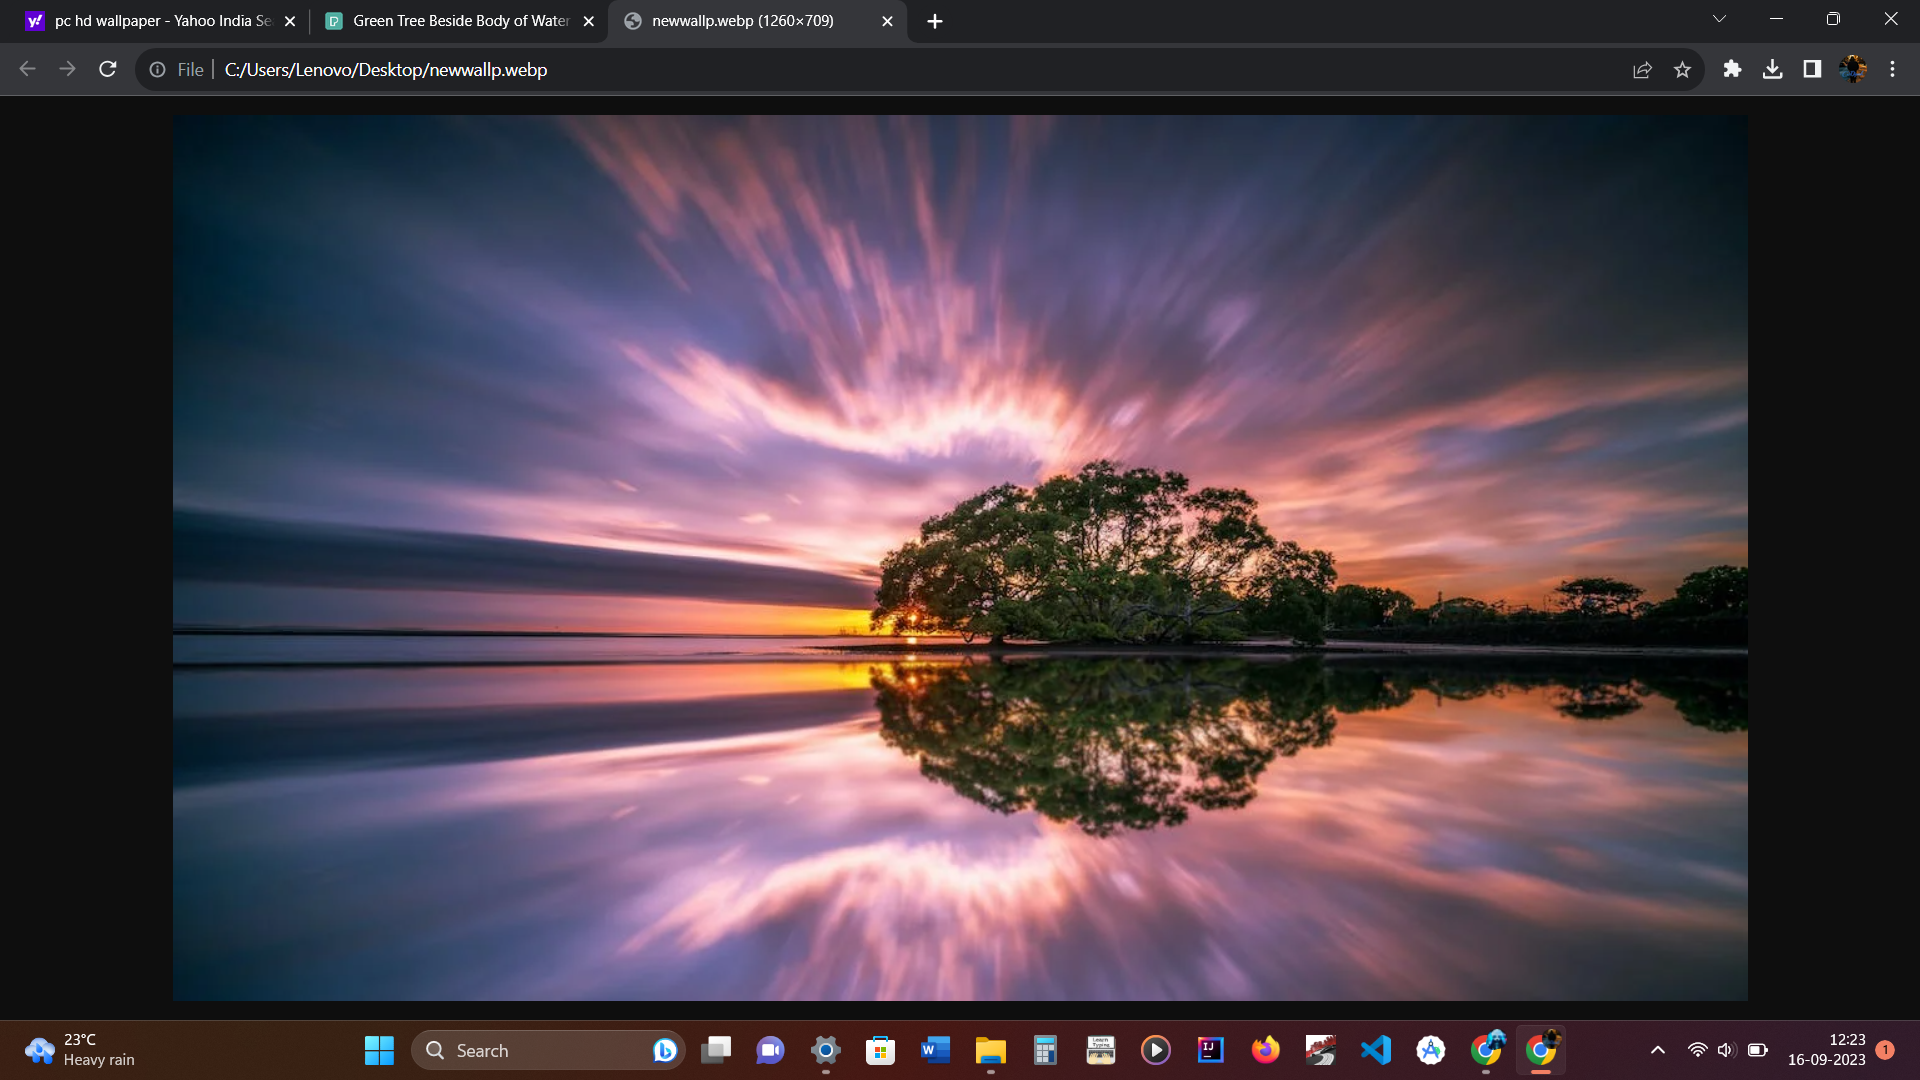 pc hd wallpaper - Yahoo India Se
Green Tree Beside Body of Water
newwallp.webp (1260×709)
File
C:/Users/Lenovo/Desktop/newwallp.webp
23°C
Heavy rain
Search
12:23
16-09-2023
1